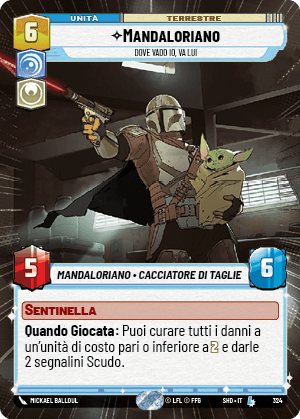 UNITÀ
TERRESTRE
6
MANDALORIANO
DOVE VADO IO, VA LUI
5
MANDALORIANO • CACCIATORE DI TAGLIE
6
SENTINELLA
Quando Giocata: Puoi curare tutti i danni a
un'unità di costo pari o inferiore a 2 e darle
2 segnalini Scudo.
MICKAEL BALLOUL
© LFL © FFG
SHD • IT
324